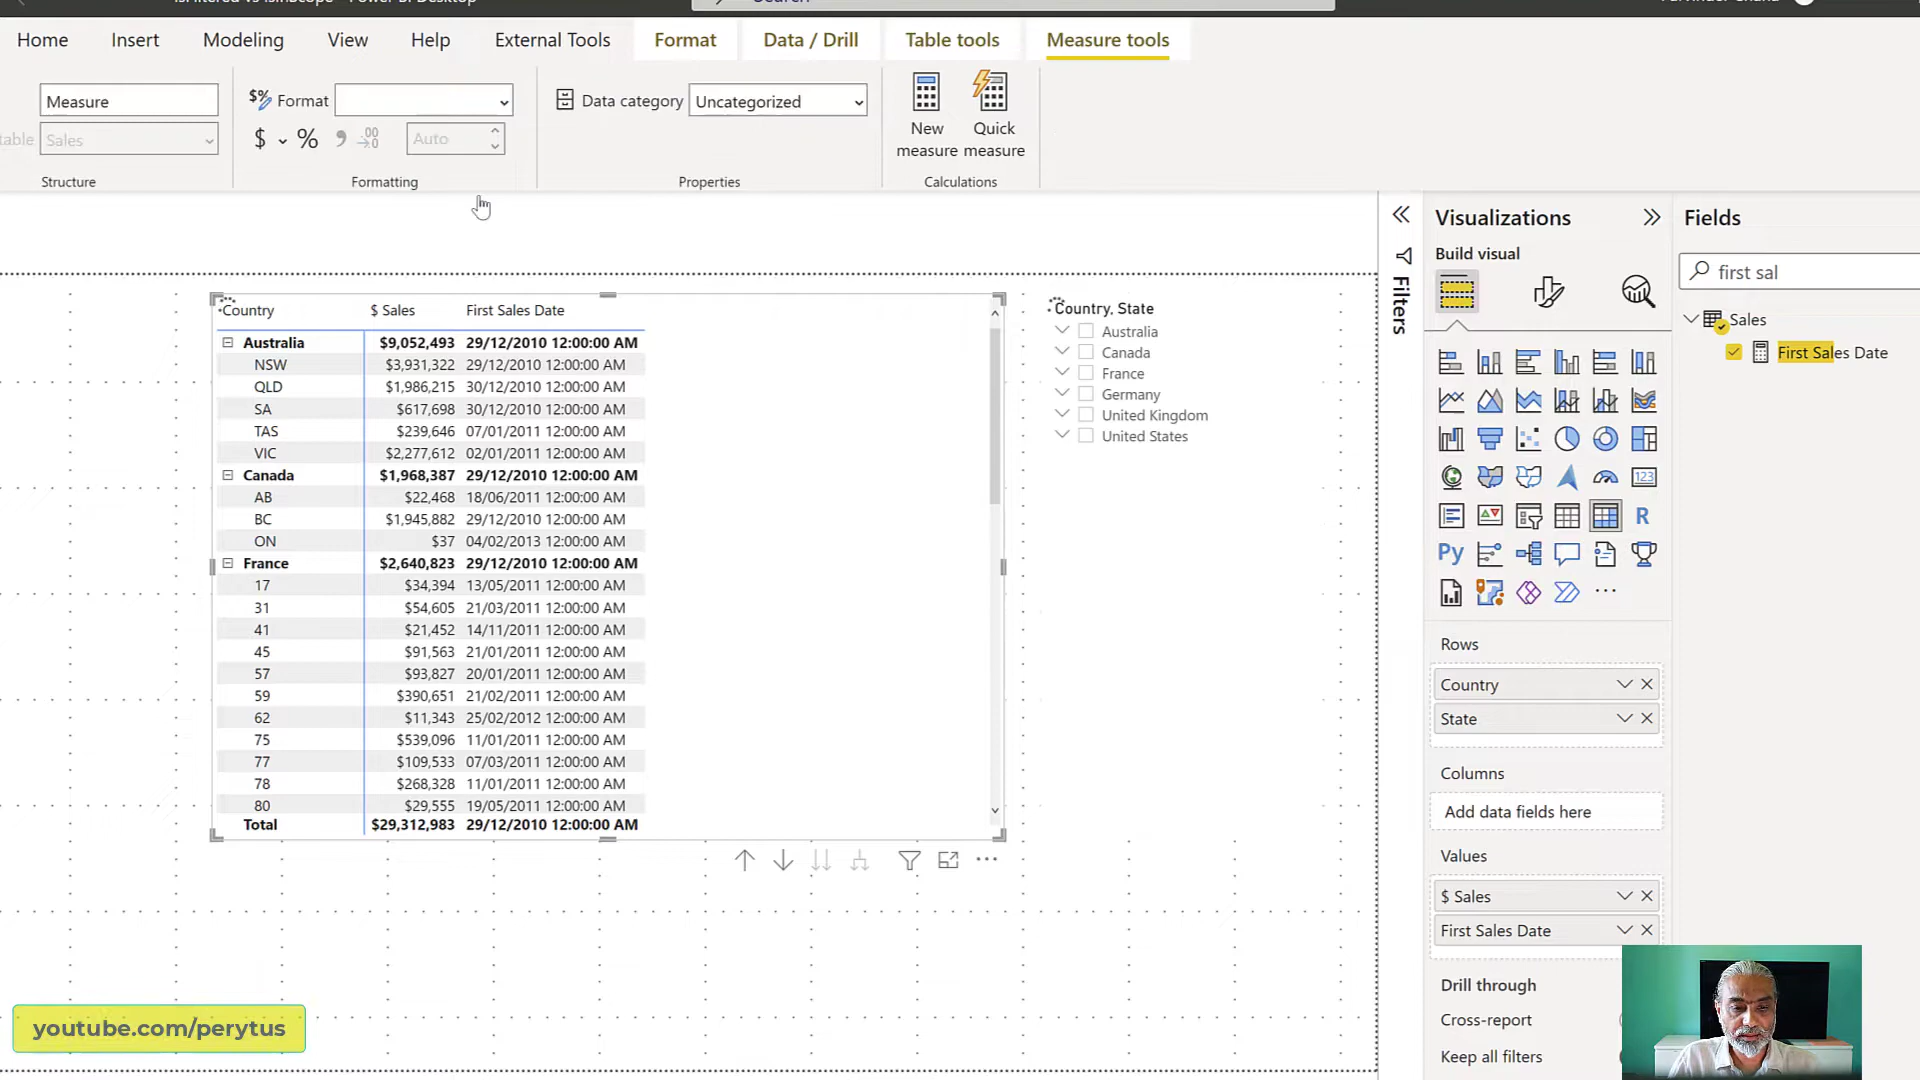 IsFiltered vs IsInScope - Power BI Desktop
Search
Home Insert Modeling View Help External Tools Format Data / Drill Table tools Measure tools
Measure
Format
Data category Uncategorized
New measure
Quick measure
table Sales
$ % Auto
Structure Formatting Properties Calculations
Visualizations
Fields
Build visual
first sal
Filters
Sales
First Sales Date
Country $ Sales First Sales Date
Australia $9,052,493 29/12/2010 12:00:00 AM
NSW $3,931,322 29/12/2010 12:00:00 AM
QLD $1,986,215 30/12/2010 12:00:00 AM
SA $617,698 30/12/2010 12:00:00 AM
TAS $239,646 07/01/2011 12:00:00 AM
VIC $2,277,612 02/01/2011 12:00:00 AM
Canada $1,968,387 29/12/2010 12:00:00 AM
AB $22,468 18/06/2011 12:00:00 AM
BC $1,945,882 29/12/2010 12:00:00 AM
ON $37 04/02/2013 12:00:00 AM
France $2,640,823 29/12/2010 12:00:00 AM
17 $34,394 13/05/2011 12:00:00 AM
31 $54,605 21/03/2011 12:00:00 AM
41 $21,452 14/11/2011 12:00:00 AM
45 $91,563 21/01/2011 12:00:00 AM
57 $93,827 20/01/2011 12:00:00 AM
59 $390,651 21/02/2011 12:00:00 AM
62 $11,343 25/02/2012 12:00:00 AM
75 $539,096 11/01/2011 12:00:00 AM
77 $109,533 07/03/2011 12:00:00 AM
78 $268,328 11/01/2011 12:00:00 AM
80 $29,555 19/05/2011 12:00:00 AM
Total $29,312,983 29/12/2010 12:00:00 AM
Country, State
Australia
Canada
France
Germany
United Kingdom
United States
123
R
Py
Rows
Country
State
Columns
Add data fields here
Values
$ Sales
First Sales Date
Drill through
Cross-report
Keep all filters
youtube.com/perytus